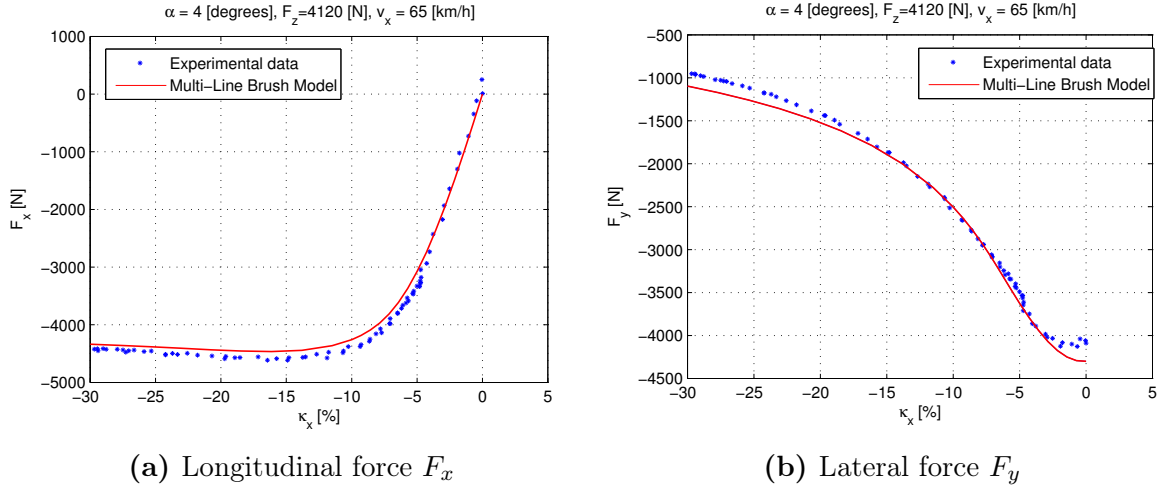 α = 4 [degrees], F_z=4120 [N], v_x = 65 [km/h]
1000
0
−1000
−2000
−3000
−4000
−5000
F_x [N]
Experimental data
Multi−Line Brush Model
−30 −25 −20 −15 −10 −5 0 5
κ_x [%]
(a) Longitudinal force F_x
α = 4 [degrees], F_z=4120 [N], v_x = 65 [km/h]
−500
−1000
−1500
−2000
−2500
−3000
−3500
−4000
−4500
F_y [N]
Experimental data
Multi−Line Brush Model
−30 −25 −20 −15 −10 −5 0 5
κ_x [%]
(b) Lateral force F_y